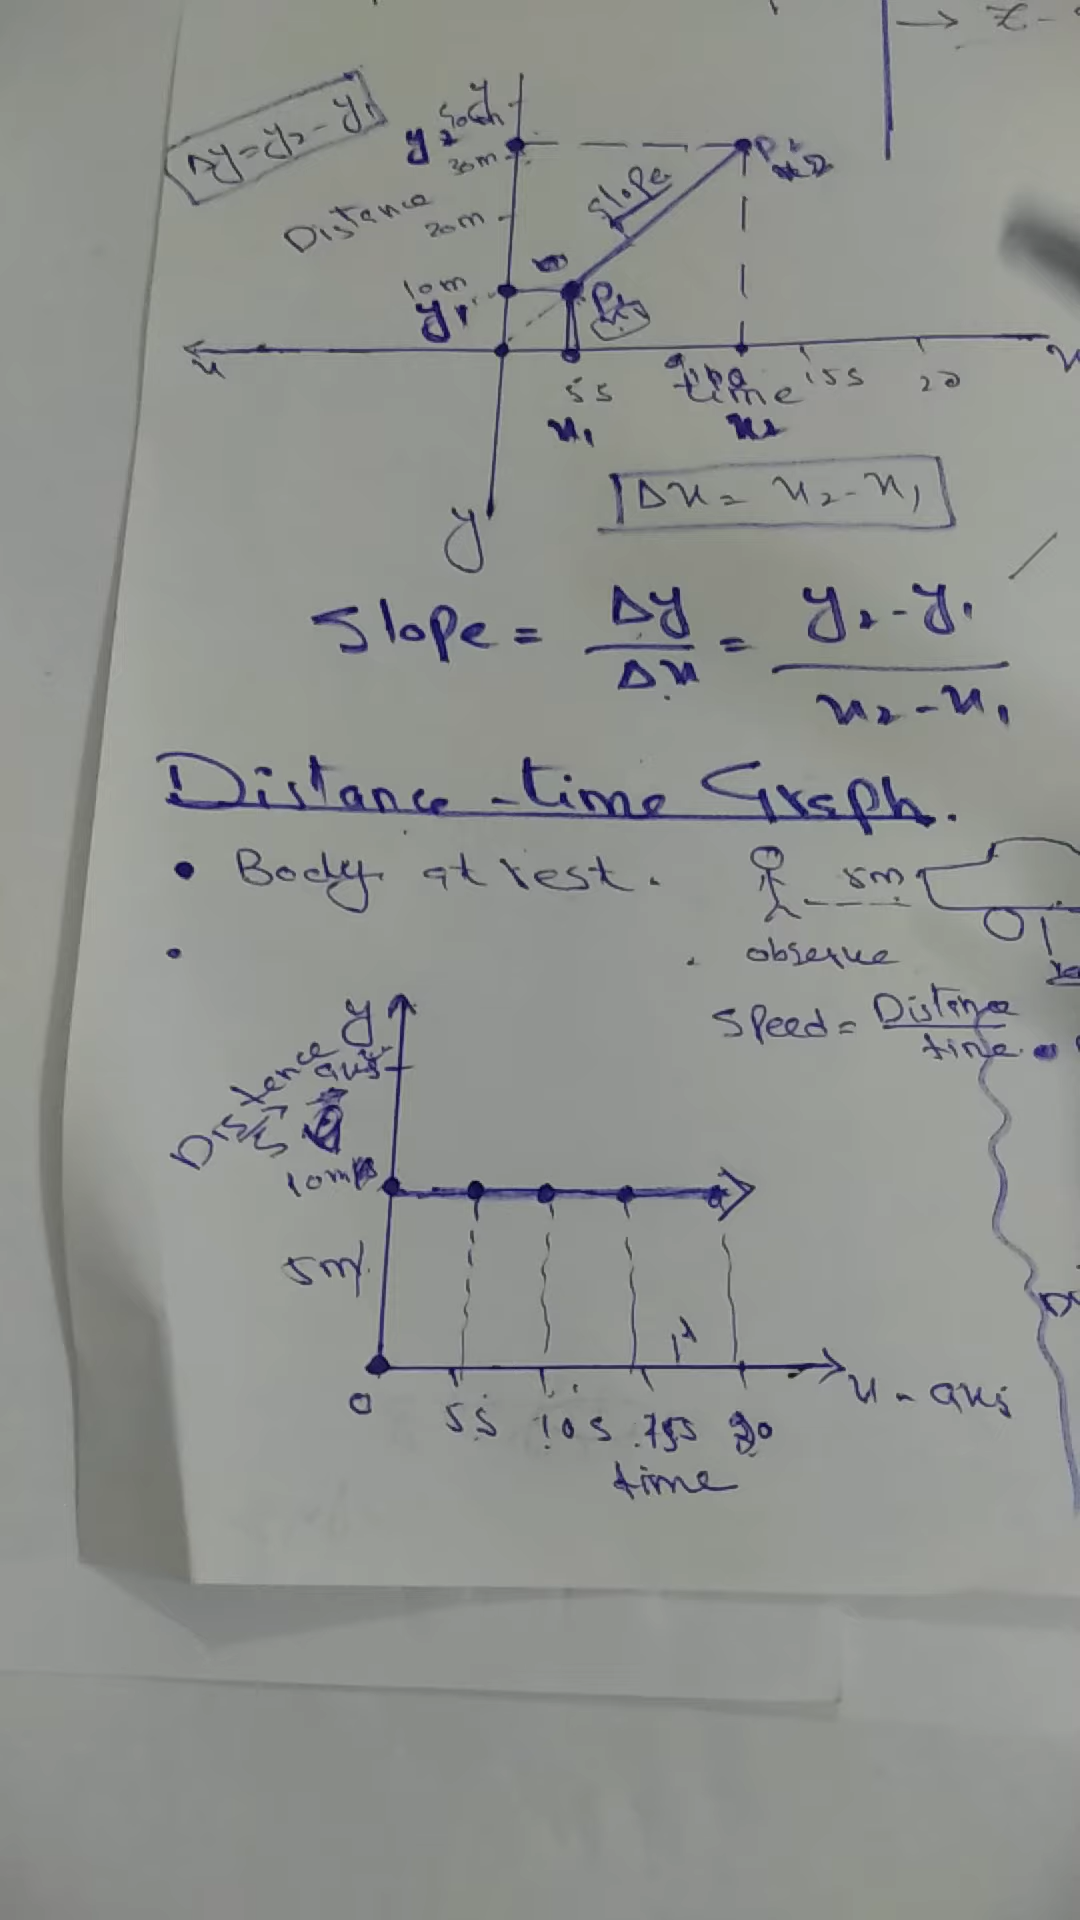 Δy = y₂ - y₁
y
y₂
30m
Distance
20m
slope
10m
y₁
P₁
x
5s
time
15s
20
x₁
x₂
Δx = x₂ - x₁
y
Slope = Δy/Δx = y₂ - y₁ / x₂ - x₁
Distance - time Graph.
• Body at rest.
5m
observe
Speed = Distance / time
y
axis
Distance
10m
5m
0
5s 10s 15s 20
x - axis
time